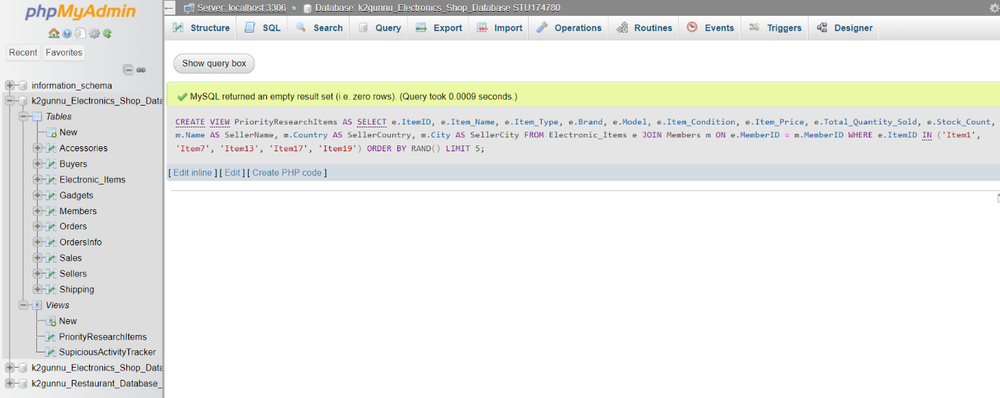 phpMyAdmin
Recent Favorites
information_schema
k2gunnu_Electronics_Shop_Data
Tables
New
Accessories
Buyers
Electronic_Items
Gadgets
Members
Orders
OrdersInfo
Sales
Sellers
Shipping
Views
New
PriorityResearchItems
SupiciousActivityTracker
k2gunnu_Electronics_Shop_Data
k2gunnu_Restaurant_Database_
Server: localhost:3306 » Database: k2gunnu_Electronics_Shop_Database STU174780
Structure SQL Search Query Export Import Operations Routines Events Triggers Designer
Show query box
MySQL returned an empty result set (i.e. zero rows). (Query took 0.0009 seconds.)
CREATE VIEW PriorityResearchItems AS SELECT e.ItemID, e.Item_Name, e.Item_Type, e.Brand, e.Model, e.Item_Condition, e.Item_Price, e.Total_Quantity_Sold, e.Stock_Count,
m.Name AS SellerName, m.Country AS SellerCountry, m.City AS SellerCity FROM Electronic_Items e JOIN Members m ON e.MemberID = m.MemberID WHERE e.ItemID IN ('Item1',
'Item7', 'Item13', 'Item17', 'Item19') ORDER BY RAND() LIMIT 5;
[ Edit inline ] [ Edit ] [ Create PHP code ]